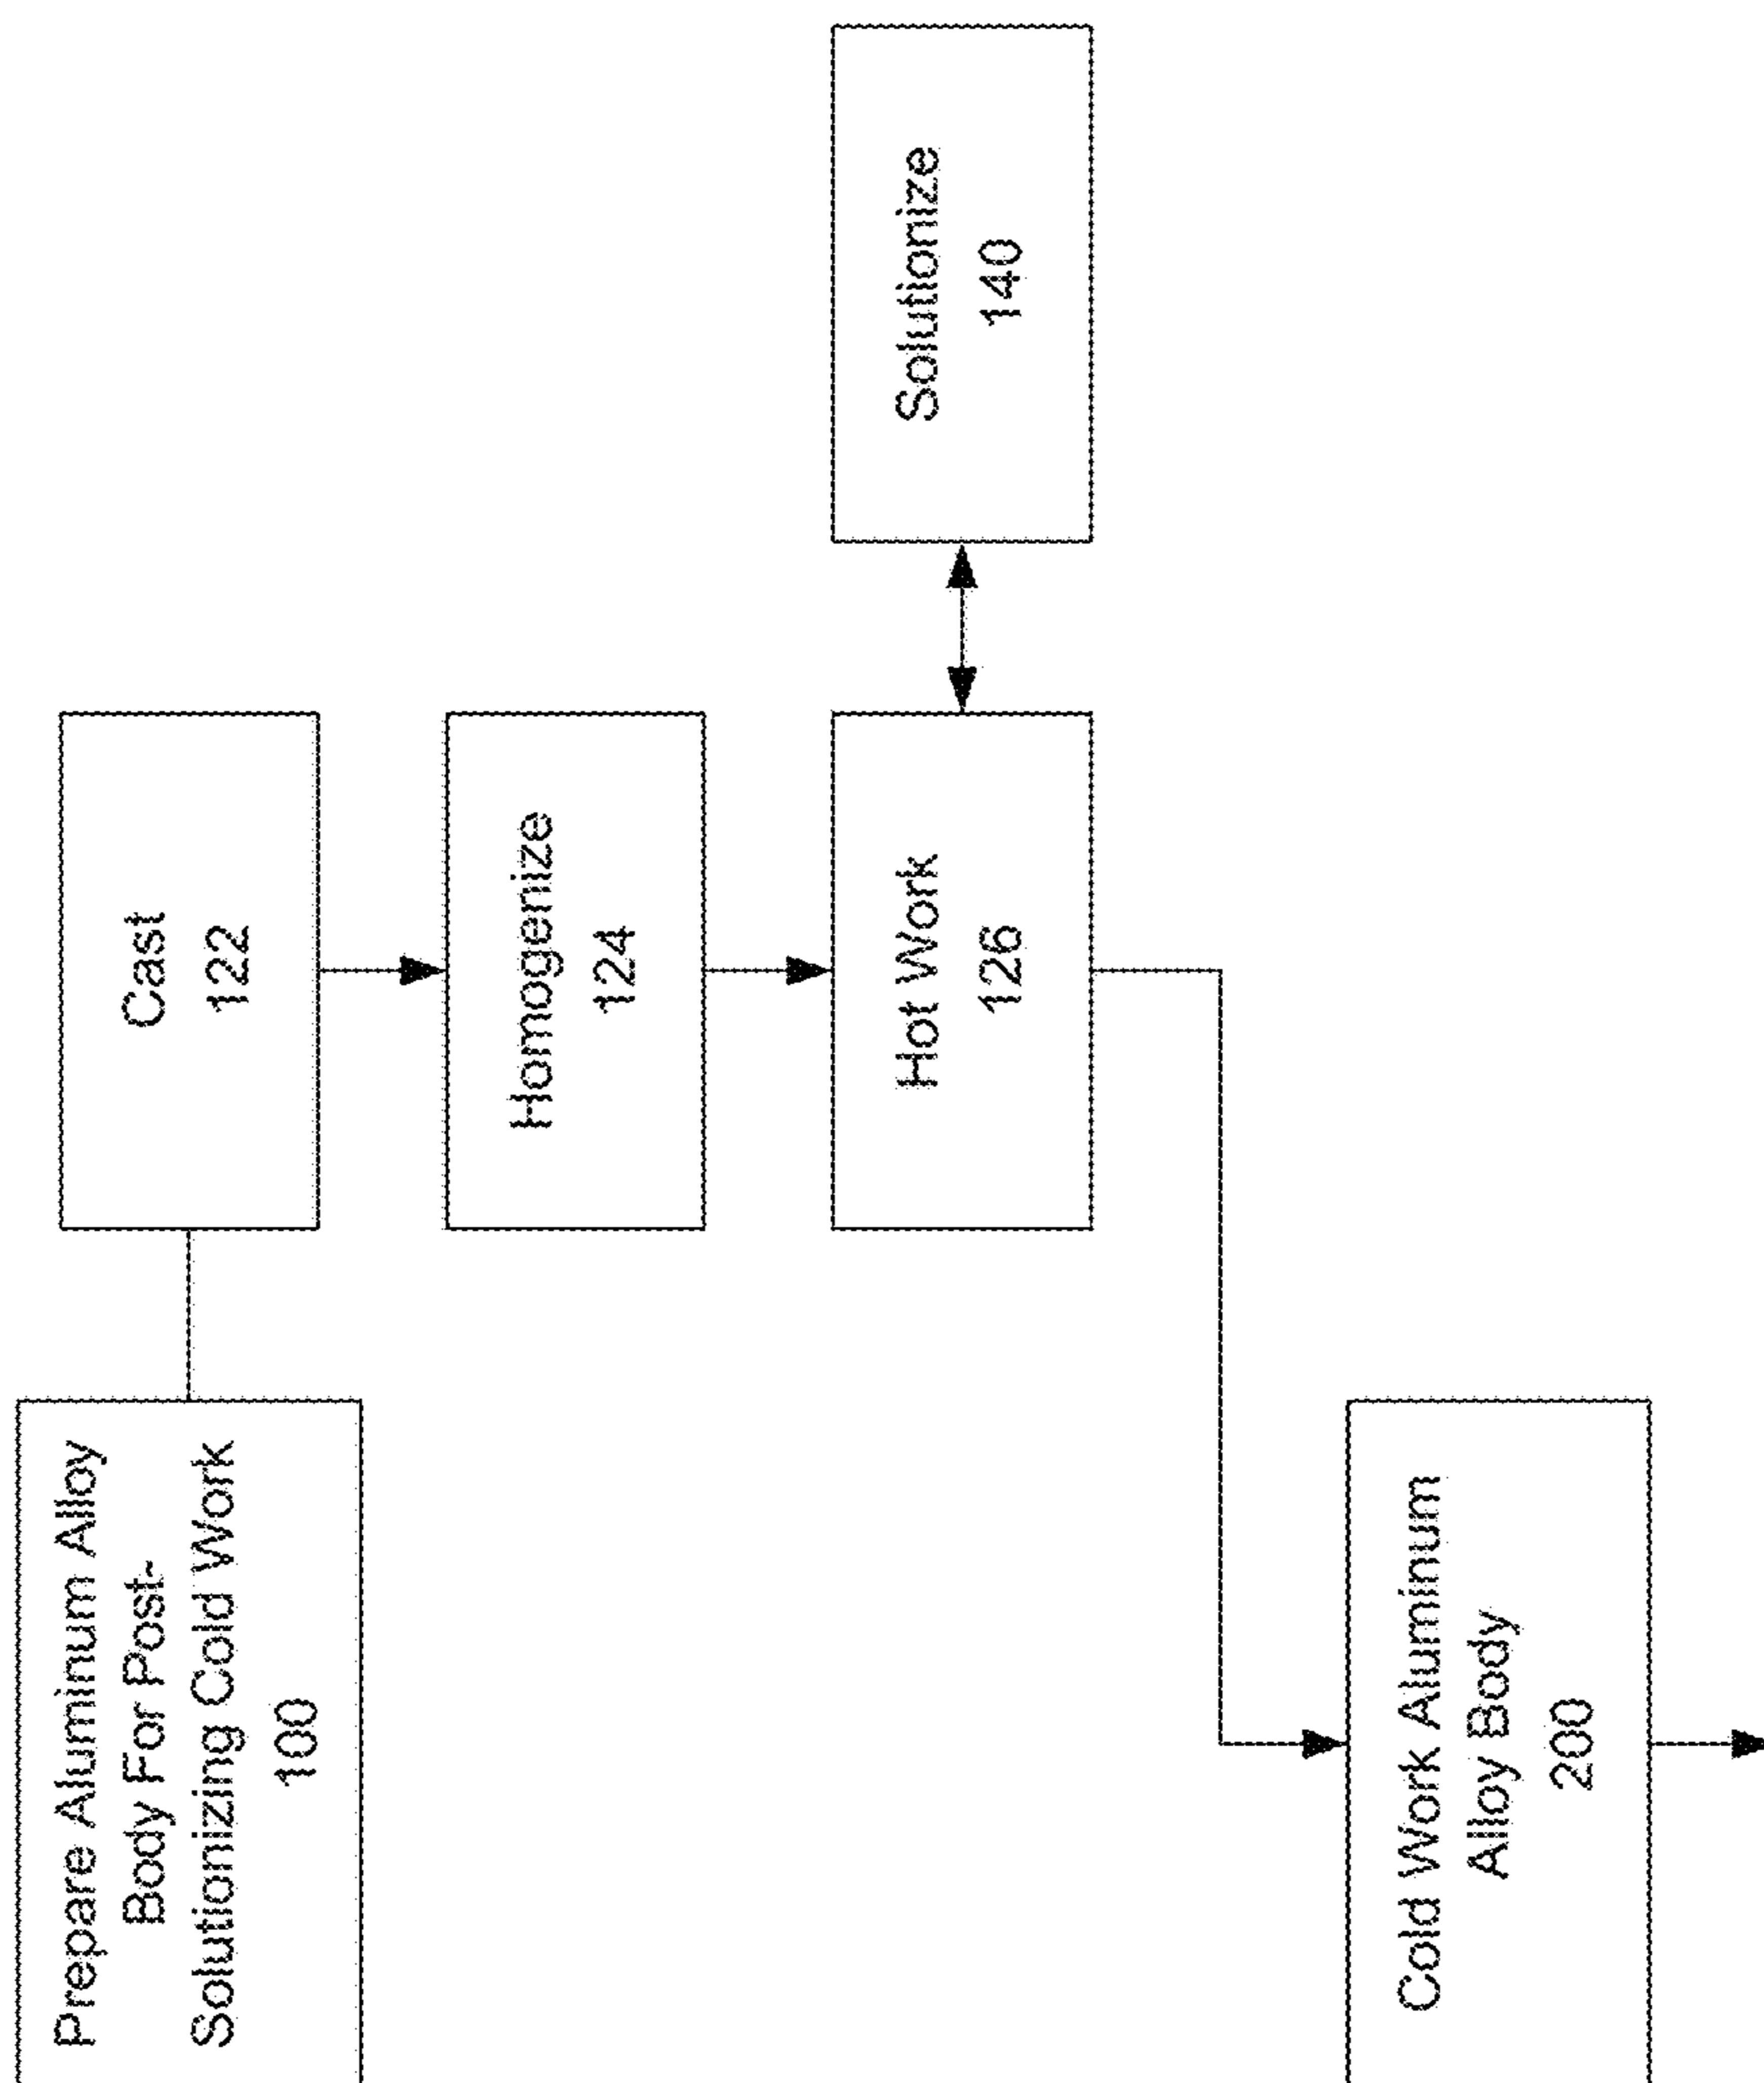 Prepare Aluminum Alloy
Body For Post-
Solutionizing Cold Work
100
Cast
122
Homogenize
124
Hot Work
126
Solutionize
140
Cold Work Aluminum
Alloy Body
200